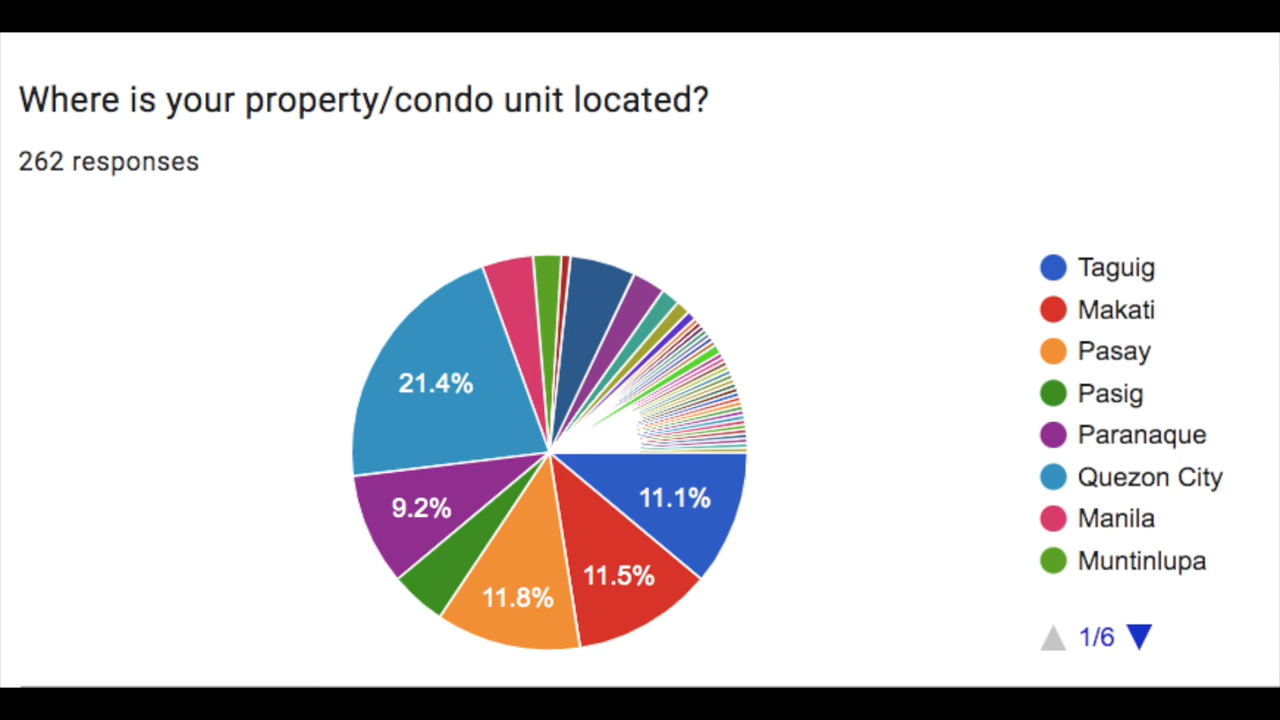 Where is your property/condo unit located?
262 responses
21.4%
9.2%
11.8%
11.5%
11.1%
Taguig
Makati
Pasay
Pasig
Paranaque
Quezon City
Manila
Muntinlupa
1/6